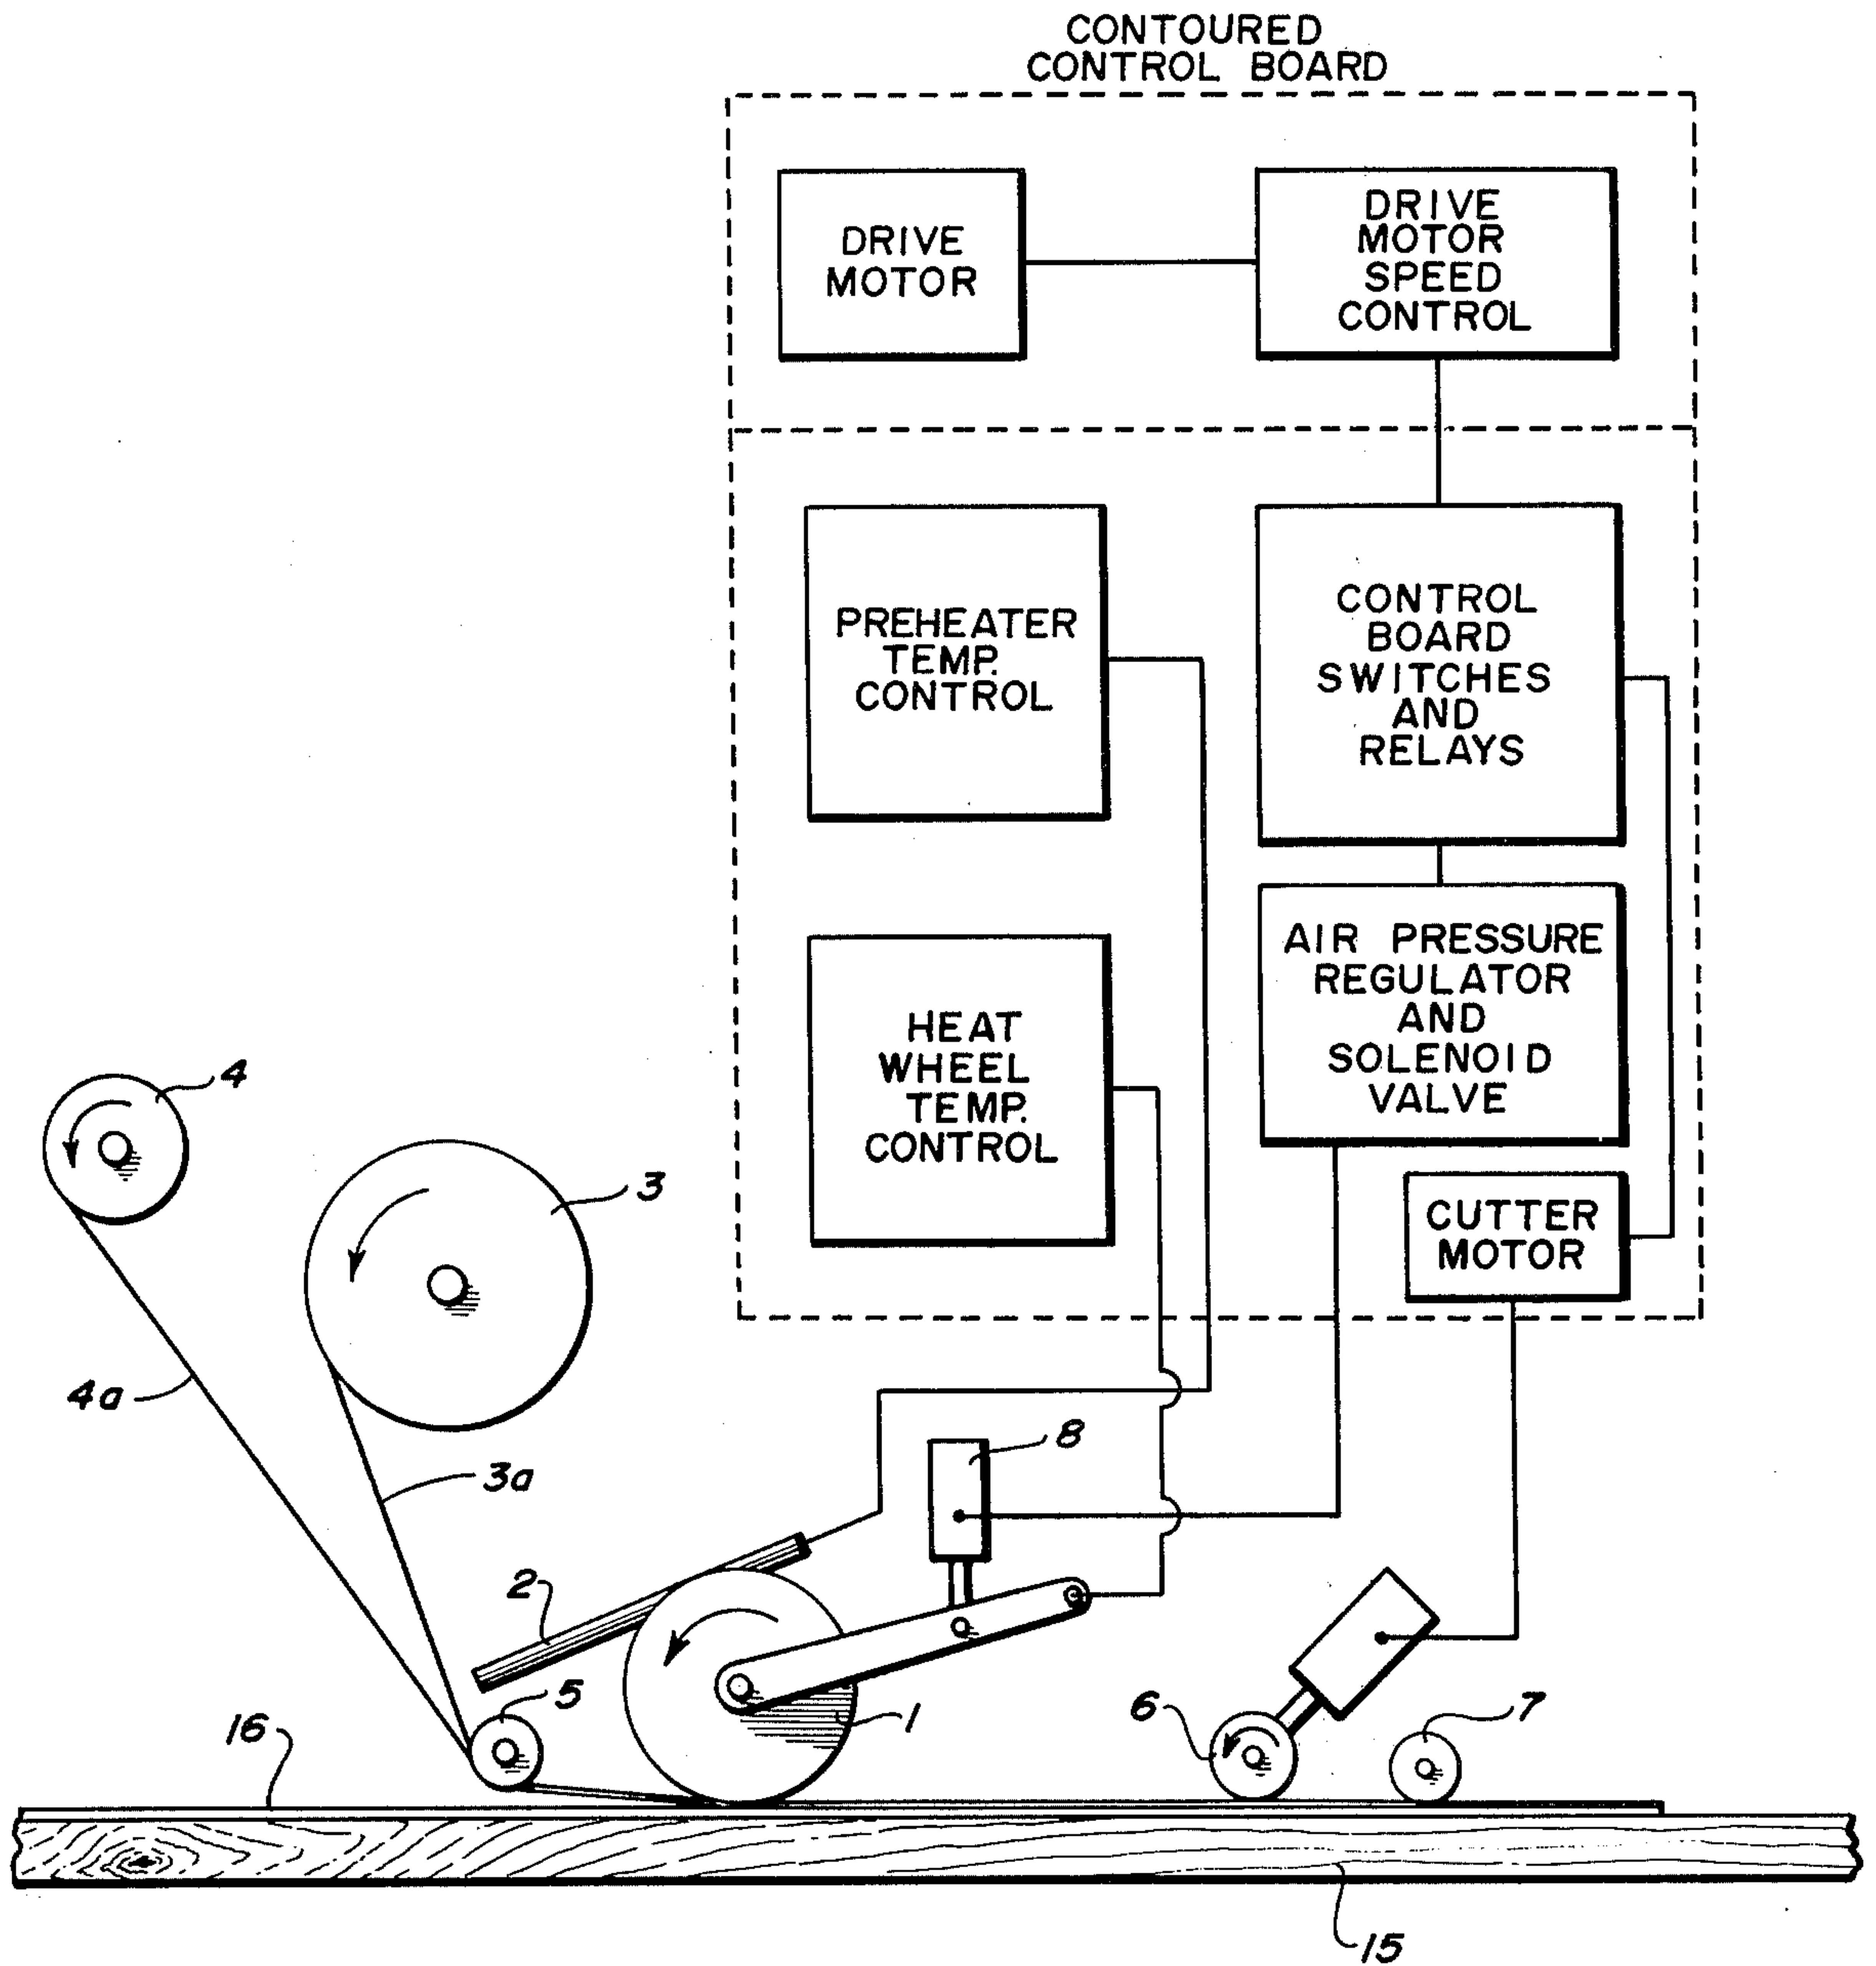 CONTOURED
CONTROL BOARD
DRIVE
MOTOR
DRIVE
MOTOR
SPEED
CONTROL
PREHEATER
TEMP.
CONTROL
CONTROL
BOARD
SWITCHES
AND
RELAYS
HEAT
WHEEL
TEMP.
CONTROL
AIR PRESSURE
REGULATOR
AND
SOLENOID
VALVE
CUTTER
MOTOR
4
3
4a
3a
8
2
5
1
6
7
16
15